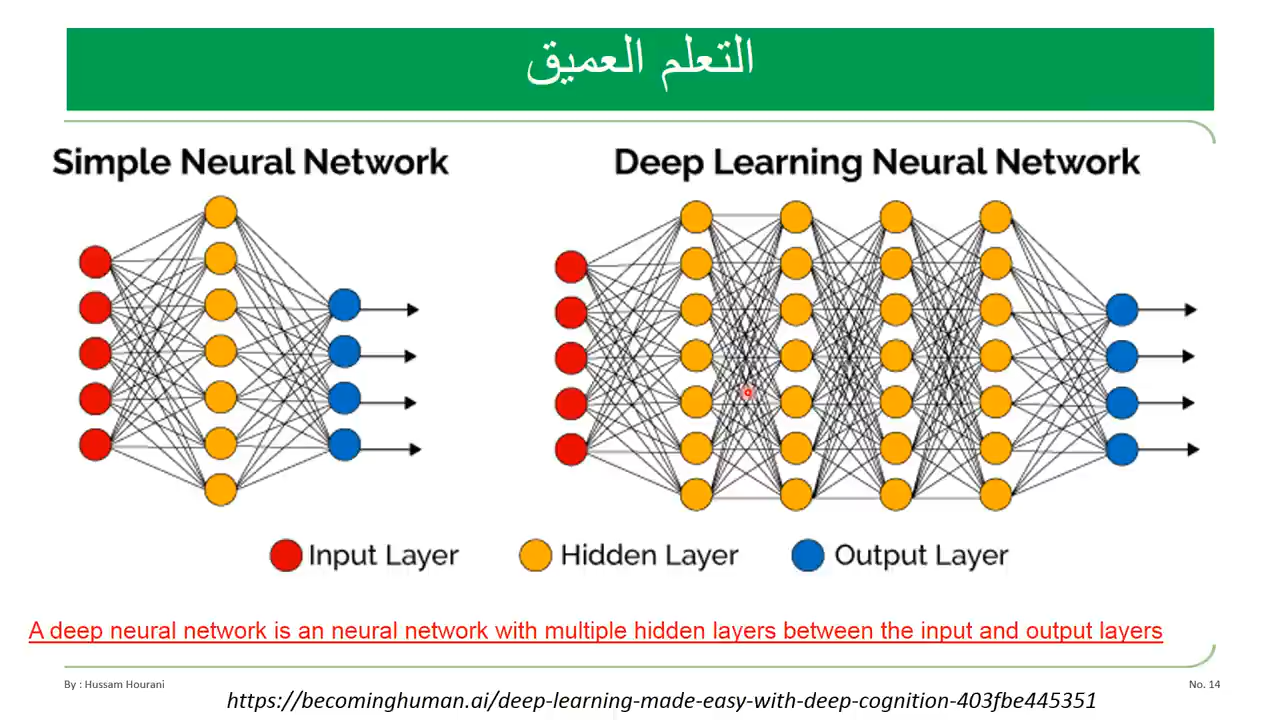 التعلم العميق
Simple Neural Network
Deep Learning Neural Network
Input Layer
Hidden Layer
Output Layer
A deep neural network is an neural network with multiple hidden layers between the input and output layers
By : Hussam Hourani
No. 14
https://becominghuman.ai/deep-learning-made-easy-with-deep-cognition-403fbe445351